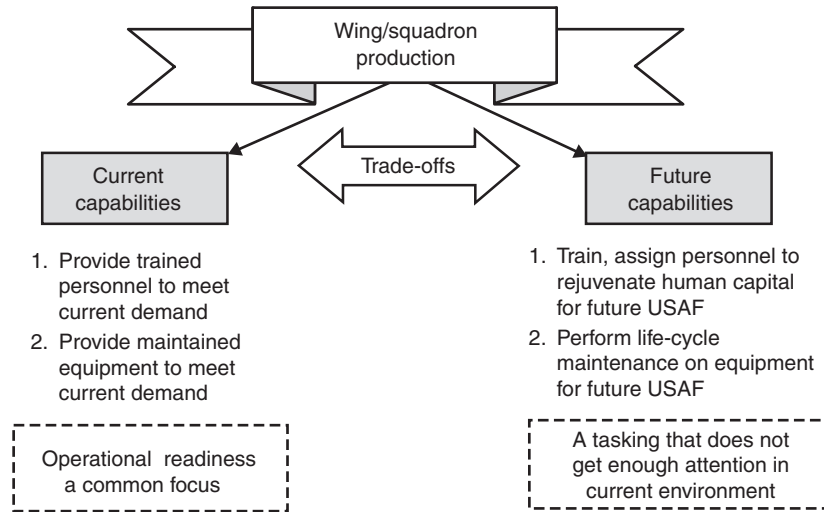 Wing/squadron
production
Trade-offs
Current
capabilities
Future
capabilities
1. Provide trained
personnel to meet
current demand
2. Provide maintained
equipment to meet
current demand
1. Train, assign personnel to
rejuvenate human capital
for future USAF
2. Perform life-cycle
maintenance on equipment
for future USAF
Operational readiness
a common focus
A tasking that does not
get enough attention in
current environment